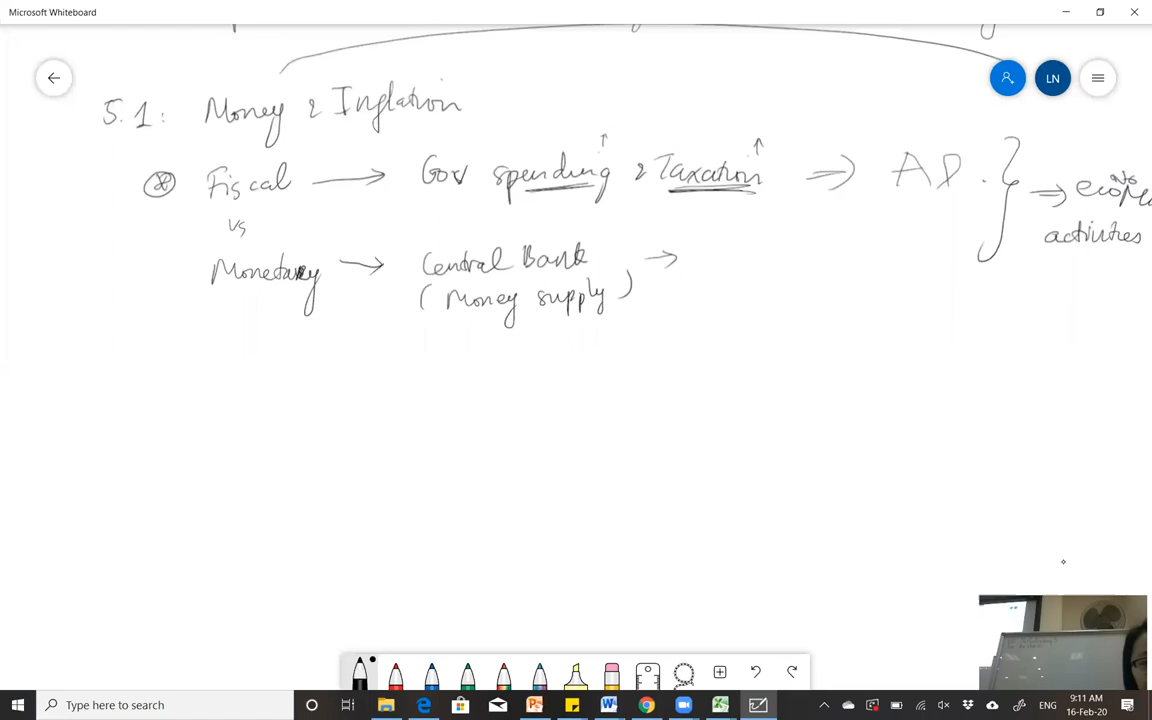 Microsoft Whiteboard
LN
5.1: Money & Inflation
Fiscal → Gov spending ↑ & Taxation ↑ ⇒ AD. } ⇒
vs
activities
Monetary → Central Bank →
(Money supply)
Type here to search
ENG
9:11 AM
16-Feb-20